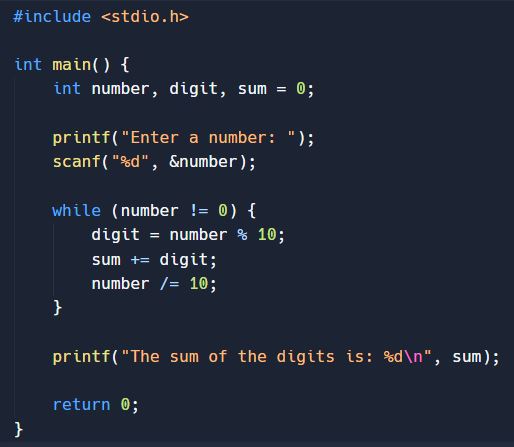 #include <stdio.h>

int main() {
    int number, digit, sum = 0;

    printf("Enter a number: ");
    scanf("%d", &number);

    while (number != 0) {
        digit = number % 10;
        sum += digit;
        number /= 10;
    }

    printf("The sum of the digits is: %d\n", sum);

    return 0;
}